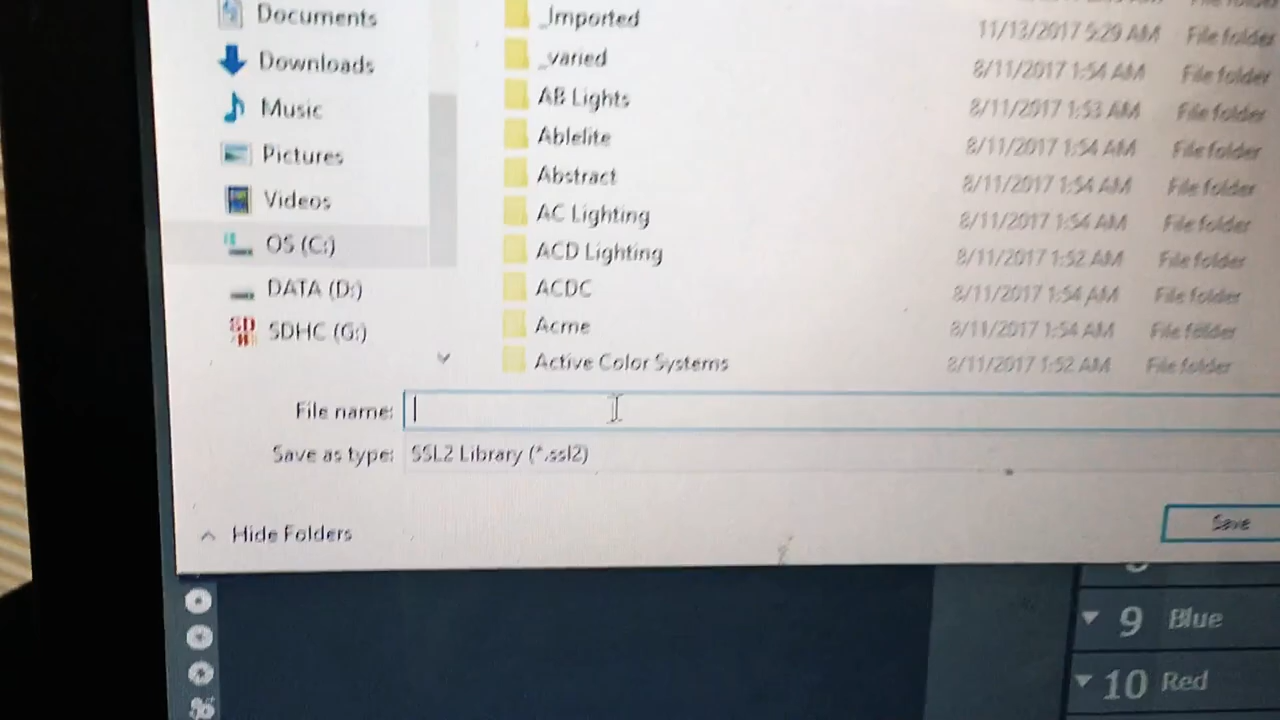 Documents
Downloads
Music
Pictures
Videos
OS (C:)
DATA (D:)
SDHC (G:)
_Imported 11/13/2017 5:29 AM File folder
_varied 8/11/2017 1:54 AM File folder
AB Lights 8/11/2017 1:53 AM File folder
Ablelite 8/11/2017 1:54 AM File folder
Abstract 8/11/2017 1:54 AM File folder
AC Lighting 8/11/2017 1:54 AM File folder
ACD Lighting 8/11/2017 1:52 AM File folder
ACDC 8/11/2017 1:54 AM File folder
Acme 8/11/2017 1:54 AM File folder
Active Color Systems 8/11/2017 1:52 AM File folder
File name:
Save as type: SSL2 Library (*.ssl2)
Hide Folders
Save
9 Blue
10 Red